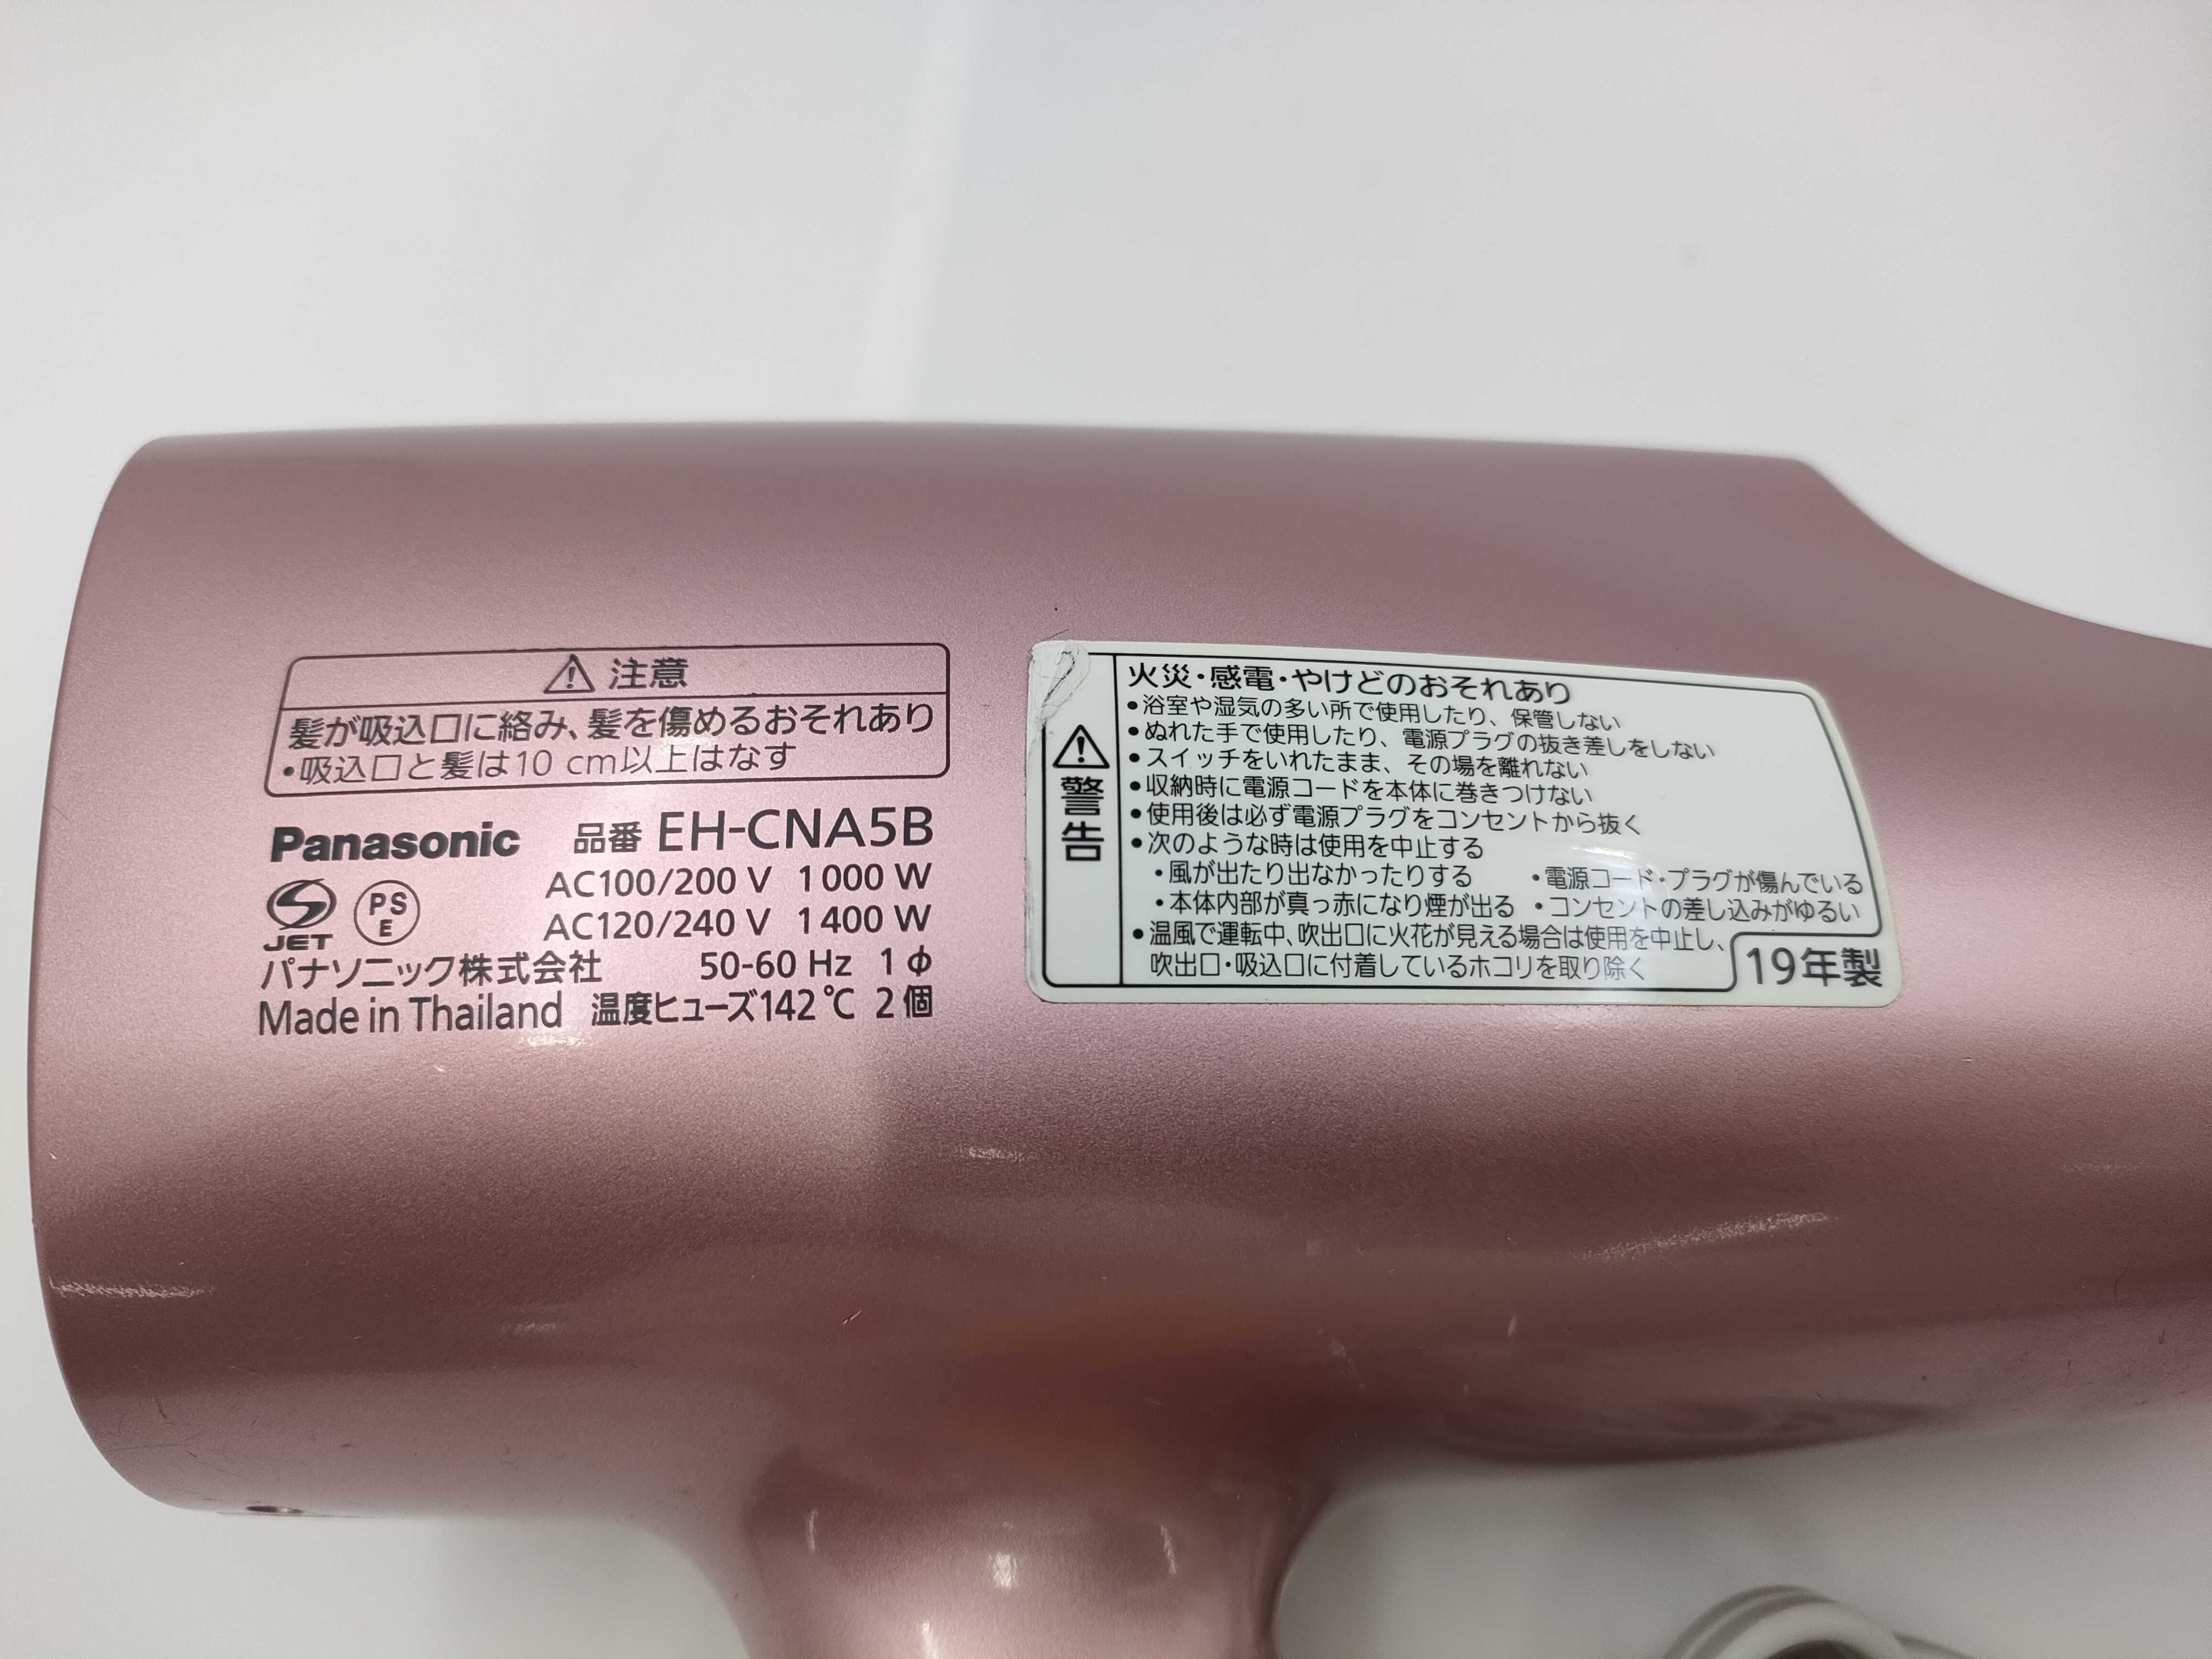 注意
髪が吸込口に絡み、髪を傷めるおそれあり
•吸込口と髪は10 cm以上はなす
Panasonic 品番 EH-CNA5B
AC100/200 V 1000 W
AC120/240 V 1400 W
JET
PS
E
パナソニック株式会社 50-60 Hz 1φ
Made in Thailand 温度ヒューズ142℃ 2個
警告
火災・感電・やけどのおそれあり
•浴室や湿気の多い所で使用したり、保管しない
•ぬれた手で使用したり、電源プラグの抜き差しをしない
•スイッチをいれたまま、その場を離れない
•収納時に電源コードを本体に巻きつけない
•使用後は必ず電源プラグをコンセントから抜く
•次のような時は使用を中止する
•風が出たり出なかったりする •電源コード・プラグが傷んでいる
•本体内部が真っ赤になり煙が出る •コンセントの差し込みがゆるい
•温風で運転中、吹出口に火花が見える場合は使用を中止し、
吹出口・吸込口に付着しているホコリを取り除く
19年製